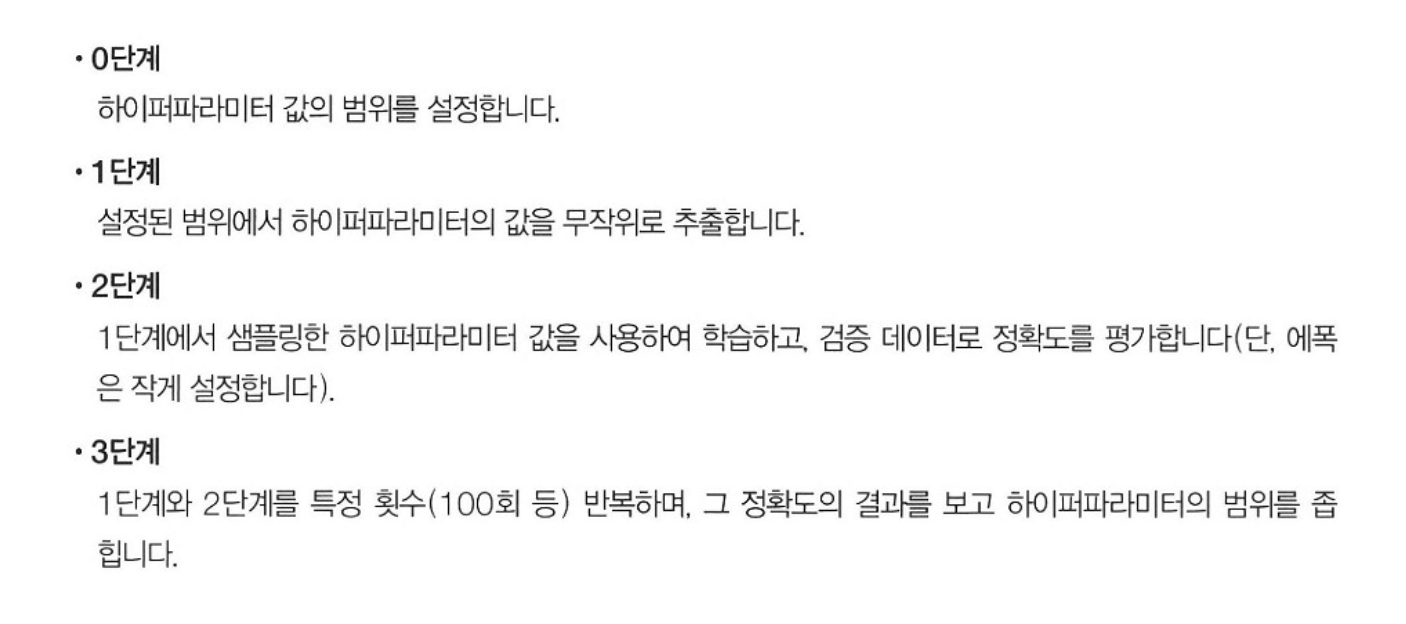 • 0단계
하이퍼파라미터 값의 범위를 설정합니다.
• 1단계
설정된 범위에서 하이퍼파라미터의 값을 무작위로 추출합니다.
• 2단계
1단계에서 샘플링한 하이퍼파라미터 값을 사용하여 학습하고, 검증 데이터로 정확도를 평가합니다(단, 에폭
은 작게 설정합니다).
• 3단계
1단계와 2단계를 특정 횟수(100회 등) 반복하며, 그 정확도의 결과를 보고 하이퍼파라미터의 범위를 좁
힙니다.